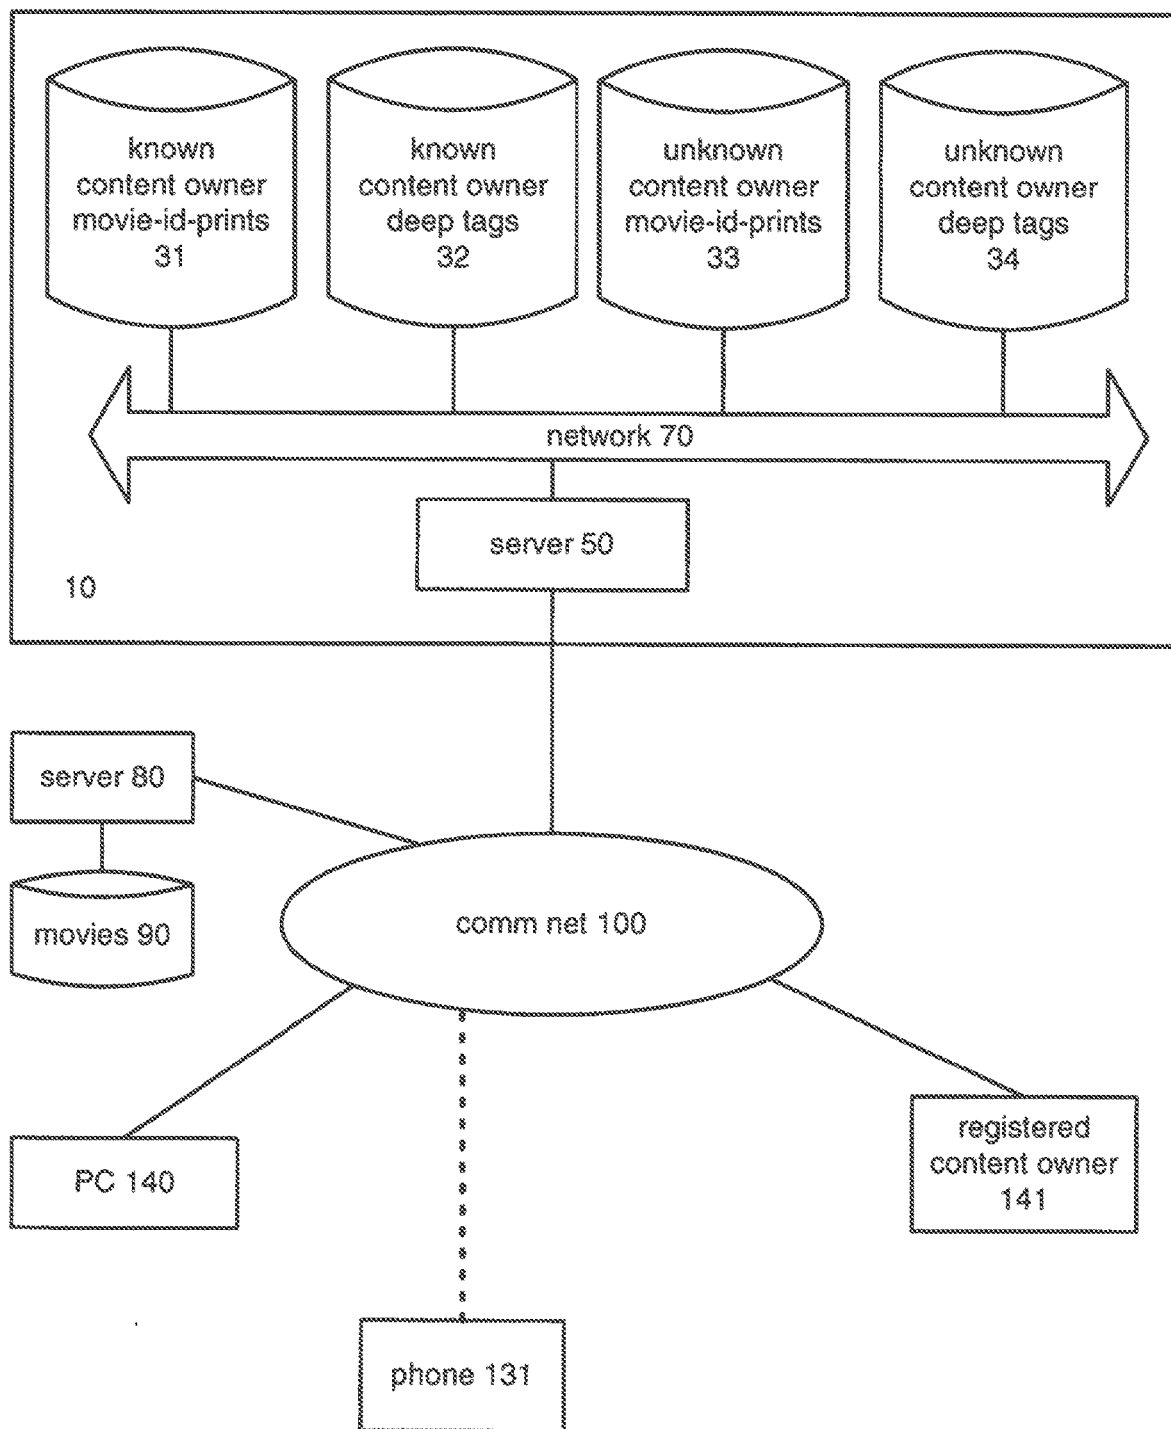 known
content owner
movie-id-prints
31
known
content owner
deep tags
32
unknown
content owner
movie-id-prints
33
unknown
content owner
deep tags
34
network 70
server 50
10
server 80
movies 90
comm net 100
PC 140
registered
content owner
141
phone 131